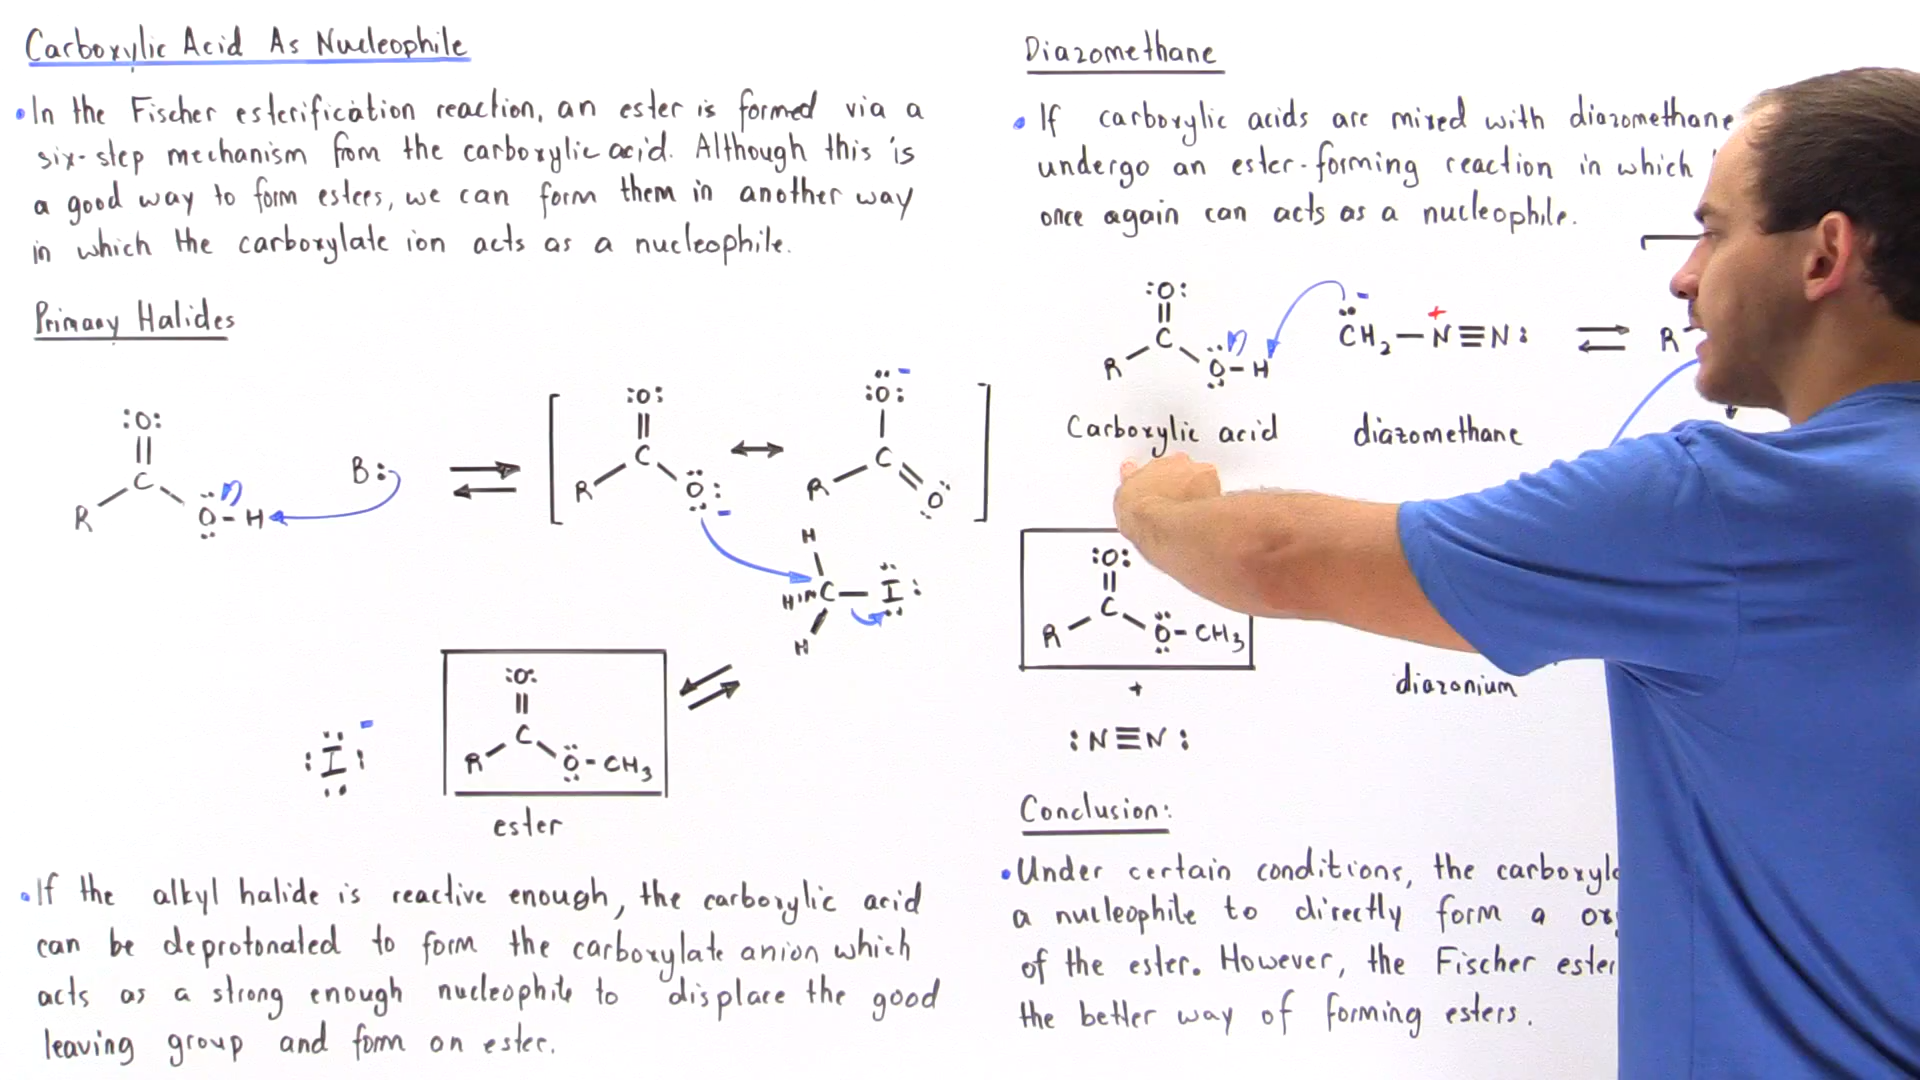 Carboxylic Acid As Nucleophile
• In the Fischer esterification reaction, an ester is formed via a
six-step mechanism from the carboxylic acid. Although this is
a good way to form esters, we can form them in another way
in which the carboxylate ion acts as a nucleophile.
Primary Halides
:O:
C
R
O-H
B:
:O:
C
R
O:
-
:O:
-
C
R
O
H
H C — I :
H
:O:
C
R
O-CH3
ester
: I :
-
• If the alkyl halide is reactive enough, the carboxylic acid
can be deprotonated to form the carboxylate anion which
acts as a strong enough nucleophile to displace the good
leaving group and form an ester.
Diazomethane
• If carboxylic acids are mixed with diazomethane
undergo an ester-forming reaction in which
once again can acts as a nucleophile.
:O:
C
R
O-H
- +
CH2—N≡N:
R
Carboxylic acid diazomethane
:O:
C
R
O-CH3
diazonium
+
:N≡N:
Conclusion:
• Under certain conditions, the
a nucleophile to directly form a
of the ester. However, the Fischer
the better way of forming esters.